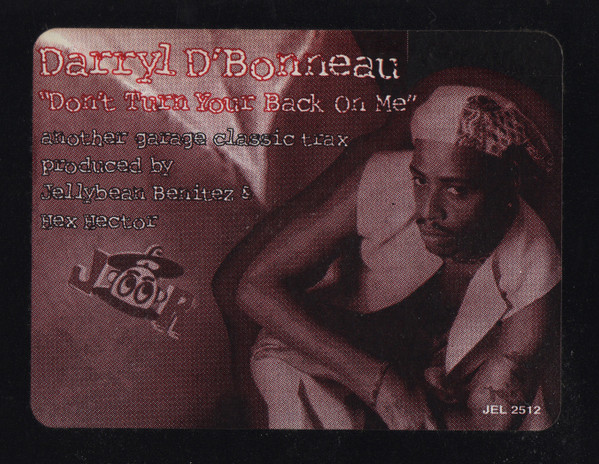 Darryl D'Bonneau
"Don't Turn Your Back On Me"
another garage classic trax
produced by
Jellybean Benitez &
Hex Hector
JEL 2512